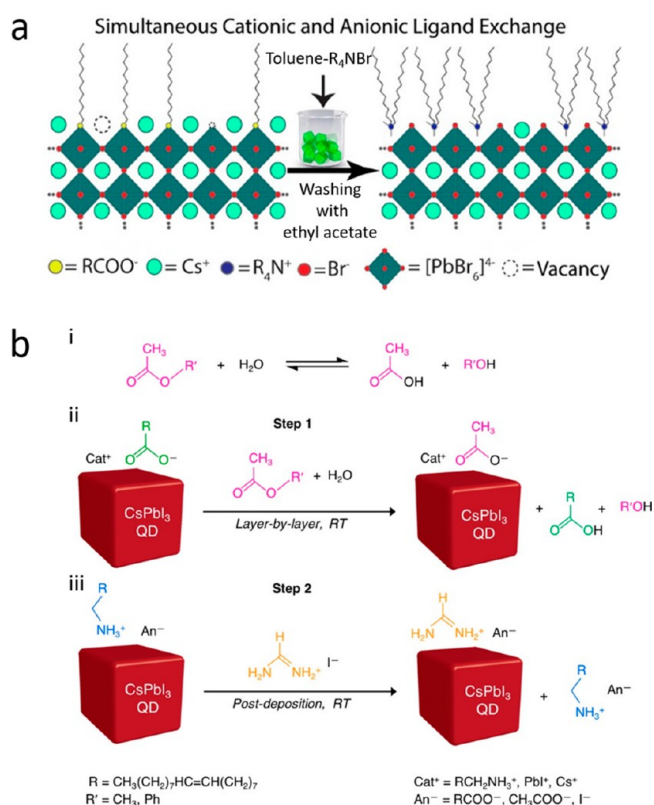 a
Simultaneous Cationic and Anionic Ligand Exchange
Toluene-R₄NBr
Washing
with
ethyl acetate
= RCOO⁻ = Cs⁺ = R₄N⁺ = Br⁻ = [PbBr₆]⁴⁻ = Vacancy
b
i
CH₃ O O R' + H₂O CH₃ O OH + R'OH
ii
Step 1
Cat⁺ R O O⁻ CH₃ O O R' + H₂O Cat⁺ CH₃ O O⁻
CsPbI₃
QD
Layer-by-layer, RT
CsPbI₃
QD
+ R O OH + R'OH
iii
Step 2
R NH₃⁺ An⁻ H H₂N NH₂⁺ I⁻ H H₂N NH₂⁺ An⁻
CsPbI₃
QD
Post-deposition, RT
CsPbI₃
QD
+ R NH₃⁺ An⁻
R = CH₃(CH₂)₇HC=CH(CH₂)₇
R' = CH₃, Ph
Cat⁺ = RCH₂NH₃⁺, PbI⁺, Cs⁺
An⁻ = RCOO⁻, CH₃COO⁻, I⁻